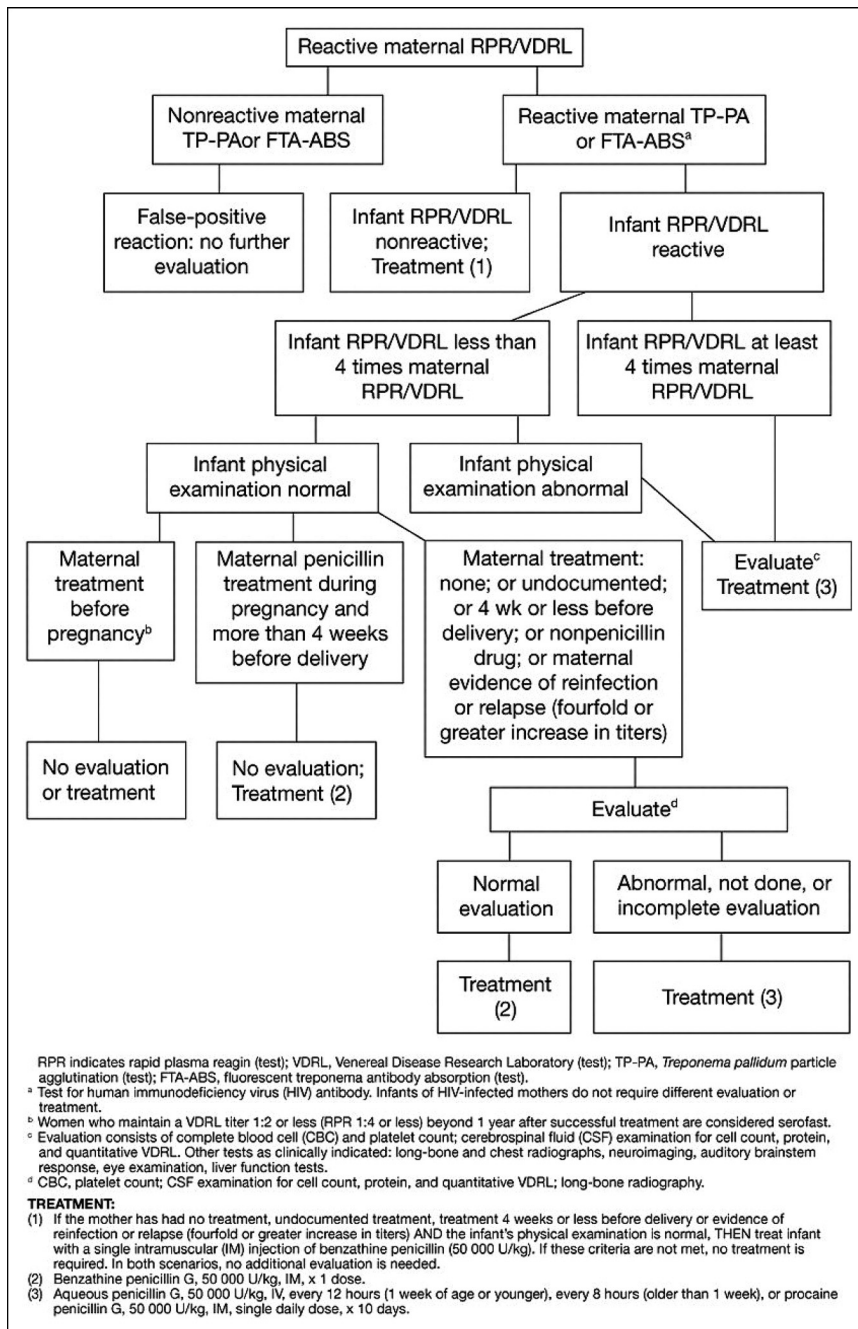 Reactive maternal RPR/VDRL
Nonreactive maternal
TP-PAor FTA-ABS
Reactive maternal TP-PA
or FTA-ABSa
False-positive
reaction: no further
evaluation
Infant RPR/VDRL
nonreactive;
Treatment (1)
Infant RPR/VDRL
reactive
Infant RPR/VDRL less than
4 times maternal
RPR/VDRL
Infant RPR/VDRL at least
4 times maternal
RPR/VDRL
Infant physical
examination normal
Infant physical
examination abnormal
Maternal
treatment
before
pregnancyb
Maternal penicillin
treatment during
pregnancy and
more than 4 weeks
before delivery
Maternal treatment:
none; or undocumented;
or 4 wk or less before
delivery; or nonpenicillin
drug; or maternal
evidence of reinfection
or relapse (fourfold or
greater increase in titers)
Evaluatec
Treatment (3)
No evaluation
or treatment
No evaluation;
Treatment (2)
Evaluated
Normal
evaluation
Abnormal, not done, or
incomplete evaluation
Treatment
(2)
Treatment (3)
RPR indicates rapid plasma reagin (test); VDRL, Venereal Disease Research Laboratory (test); TP-PA, Treponema pallidum particle
agglutination (test); FTA-ABS, fluorescent treponema antibody absorption (test).
a Test for human immunodeficiency virus (HIV) antibody. Infants of HIV-infected mothers do not require different evaluation or
treatment.
b Women who maintain a VDRL titer 1:2 or less (RPR 1:4 or less) beyond 1 year after successful treatment are considered serofast.
c Evaluation consists of complete blood cell (CBC) and platelet count; cerebrospinal fluid (CSF) examination for cell count, protein,
and quantitative VDRL. Other tests as clinically indicated: long-bone and chest radiographs, neuroimaging, auditory brainstem
response, eye examination, liver function tests.
d CBC, platelet count; CSF examination for cell count, protein, and quantitative VDRL; long-bone radiography.
TREATMENT:
(1) If the mother has had no treatment, undocumented treatment, treatment 4 weeks or less before delivery or evidence of
reinfection or relapse (fourfold or greater increase in titers) AND the infant's physical examination is normal, THEN treat infant
with a single intramuscular (IM) injection of benzathine penicillin (50 000 U/kg). If these criteria are not met, no treatment is
required. In both scenarios, no additional evaluation is needed.
(2) Benzathine penicillin G, 50 000 U/kg, IM, x 1 dose.
(3) Aqueous penicillin G, 50 000 U/kg, IV, every 12 hours (1 week of age or younger), every 8 hours (older than 1 week), or procaine
penicillin G, 50 000 U/kg, IM, single daily dose, x 10 days.